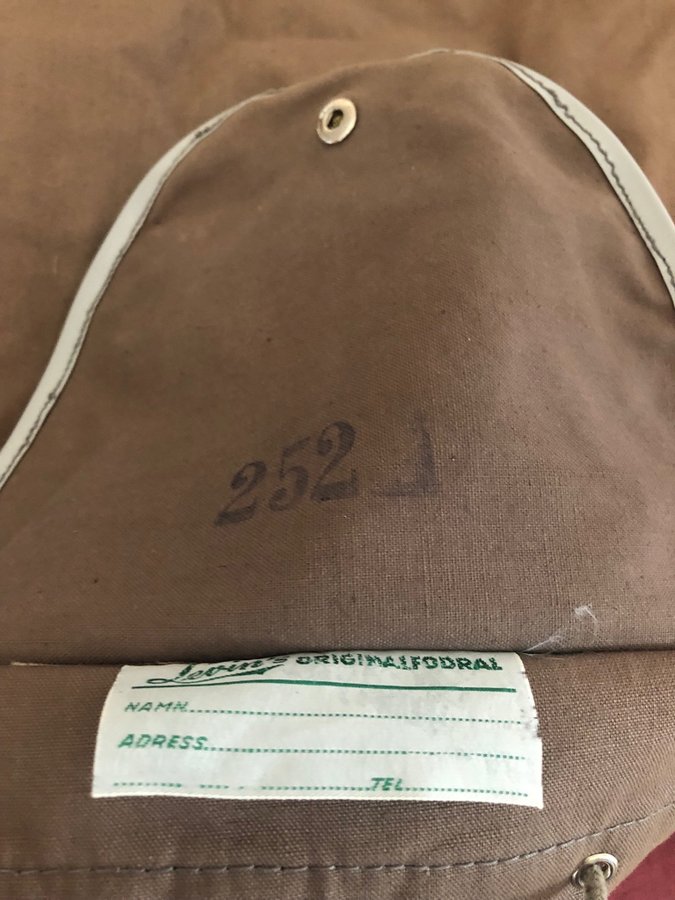 252
Levin's ORIGINALFODRAL
NAMN
ADRESS
TEL